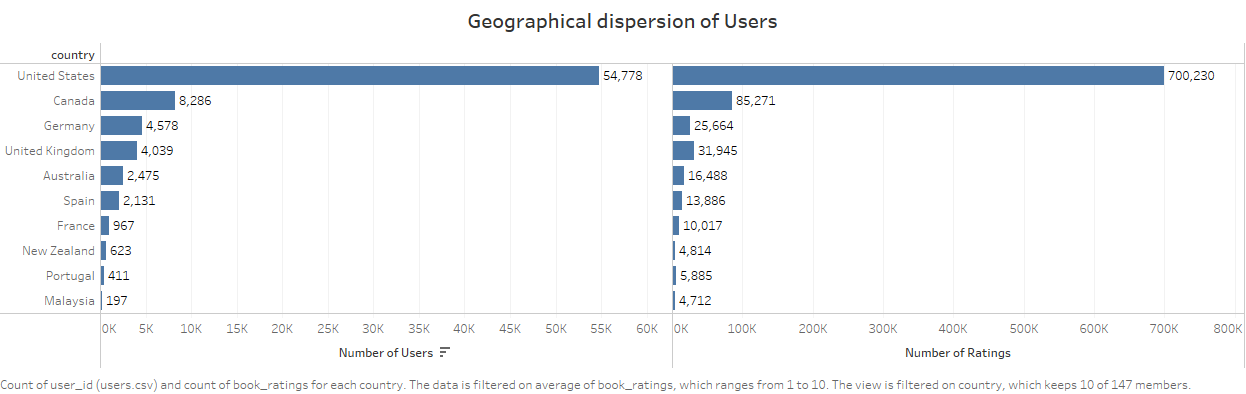 Geographical dispersion of Users
country
United States 54,778 700,230
Canada 8,286 85,271
Germany 4,578 25,664
United Kingdom 4,039 31,945
Australia 2,475 16,488
Spain 2,131 13,886
France 967 10,017
New Zealand 623 4,814
Portugal 411 5,885
Malaysia 197 4,712
0K 5K 10K 15K 20K 25K 30K 35K 40K 45K 50K 55K 60K 0K 100K 200K 300K 400K 500K 600K 700K 800K
Number of Users Number of Ratings
Count of user_id (users.csv) and count of book_ratings for each country. The data is filtered on average of book_ratings, which ranges from 1 to 10. The view is filtered on country, which keeps 10 of 147 members.